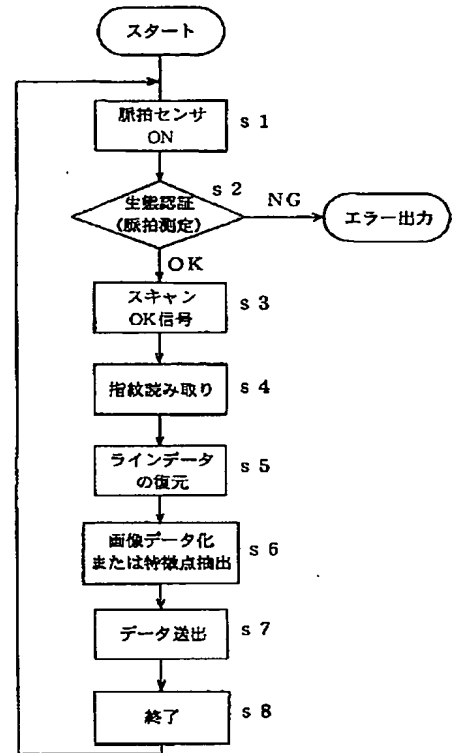 スタート
脈拍センサ
ON
s 1
生態認証
(脈拍測定)
s 2
NG
エラー出力
OK
スキャン
OK信号
s 3
指紋読み取り
s 4
ラインデータ
の復元
s 5
画像データ化
または特徴点抽出
s 6
データ送出
s 7
終了
s 8